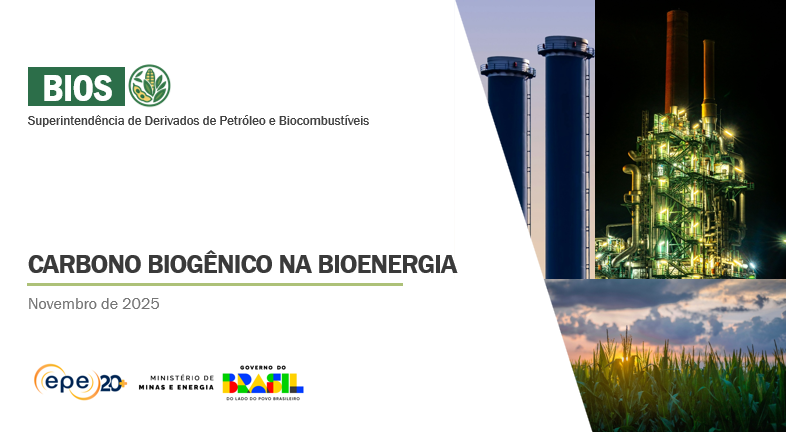 BIOS
Superintendência de Derivados de Petróleo e Biocombustíveis
CARBONO BIOGÊNICO NA BIOENERGIA
Novembro de 2025
epe 20+
MINISTÉRIO DE
MINAS E ENERGIA
GOVERNO DO
BRASIL
DO LADO DO POVO BRASILEIRO